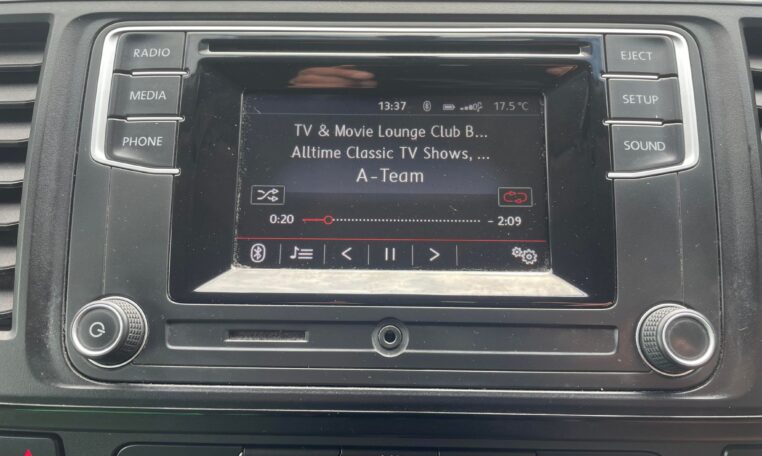 RADIO
MEDIA
PHONE
EJECT
SETUP
SOUND
13:37 17.5 °C
TV & Movie Lounge Club B...
Alltime Classic TV Shows, ...
A-Team
0:20 - 2:09